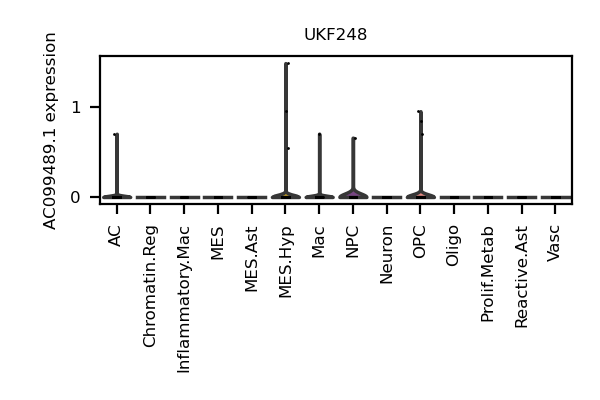 UKF248
AC099489.1 expression
1
0
AC
Chromatin.Reg
Inflammatory.Mac
MES
MES.Ast
MES.Hyp
Mac
NPC
Neuron
OPC
Oligo
Prolif.Metab
Reactive.Ast
Vasc